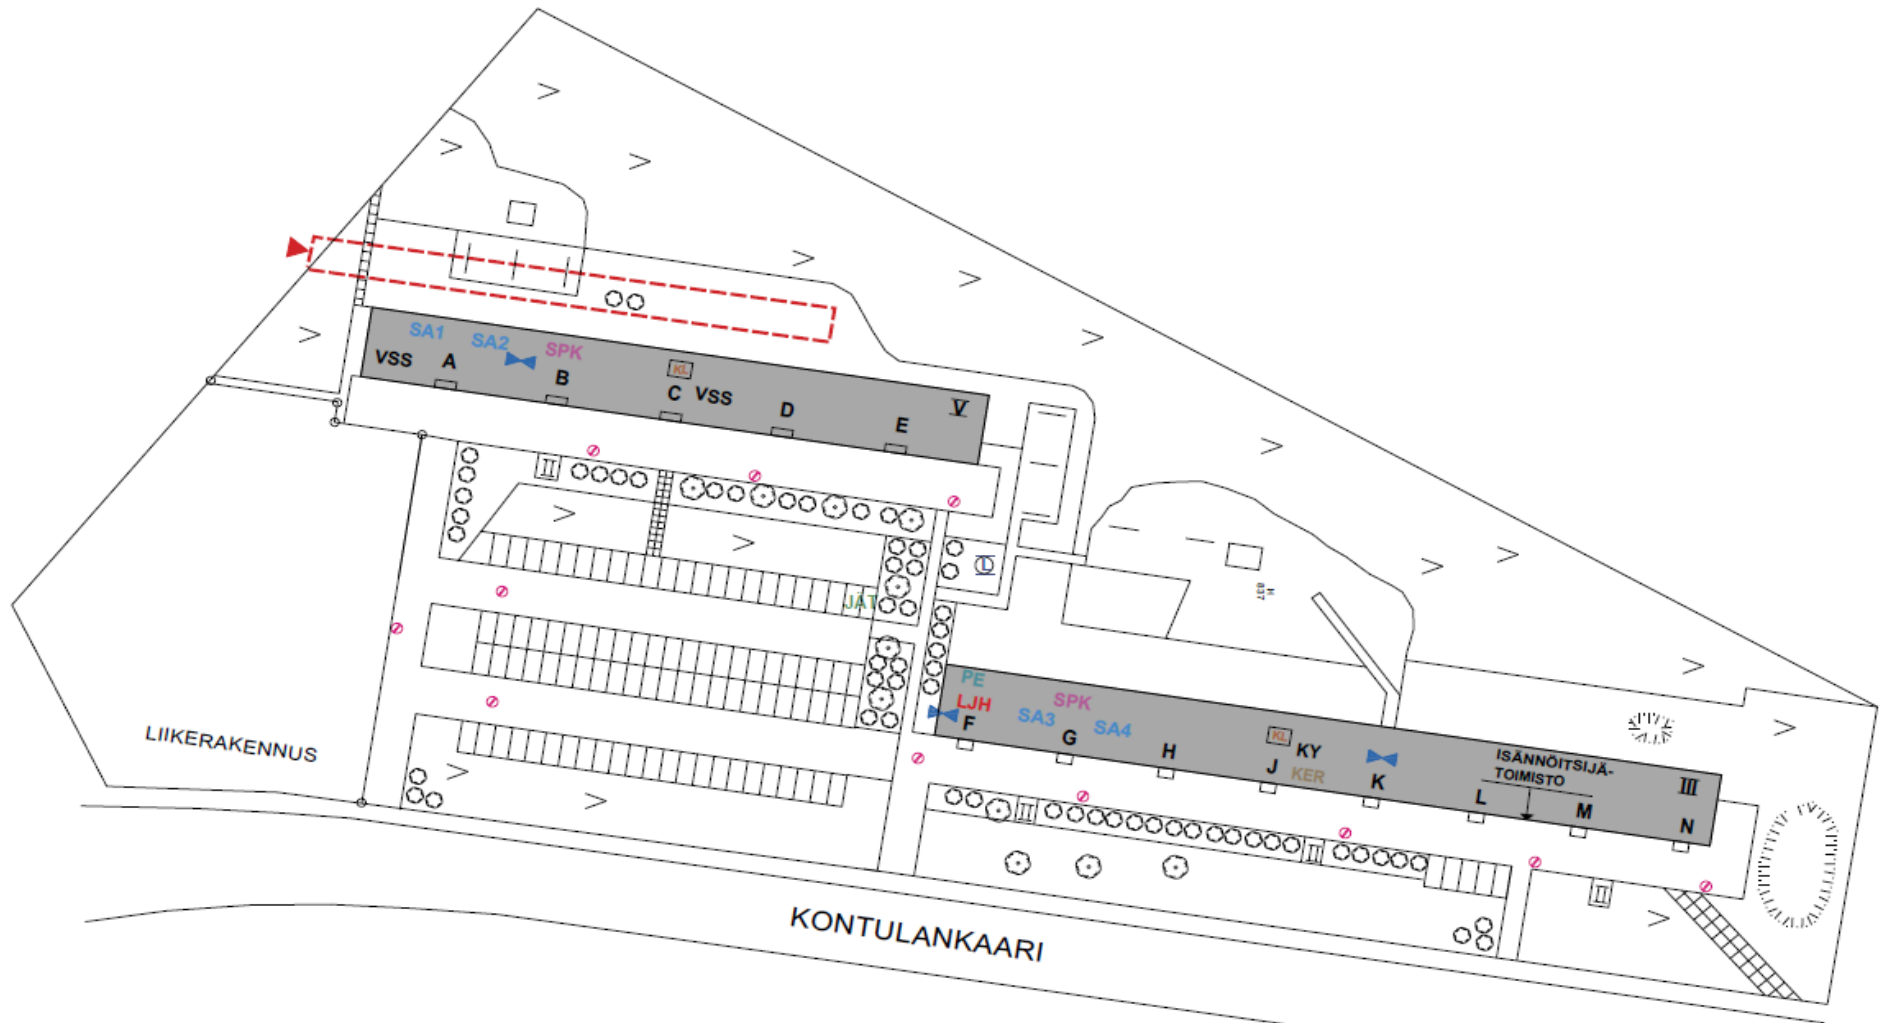 SA1
SA2
SPK
VSS
A
B
KL
C
VSS
D
E
V
L
H
837
JÄT
PE
LJH
F
SPK
SA3
G
SA4
H
KL
KY
J
KER
K
ISÄNNÖITSIJÄ-
TOIMISTO
L
M
III
N
LIIKERAKENNUS
KONTULANKAARI